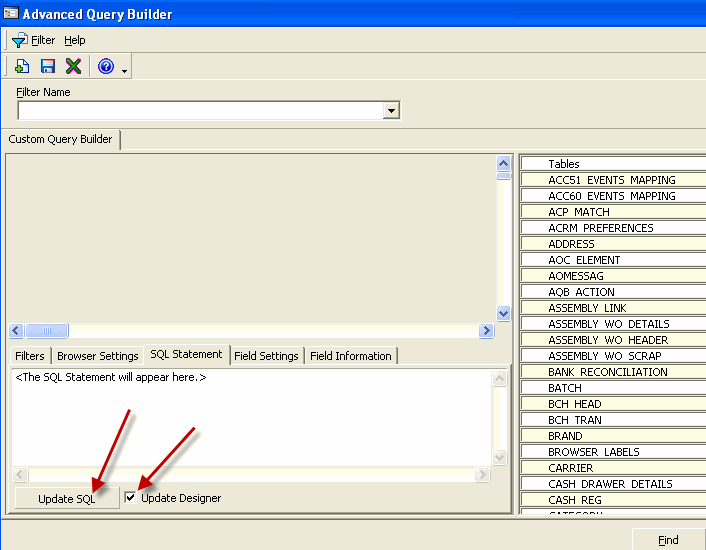 Advanced Query Builder
Filter Help
Filter Name
Custom Query Builder
Tables
ACC51 EVENTS MAPPING
ACC60 EVENTS MAPPING
ACP MATCH
ACRM PREFERENCES
ADDRESS
AOC ELEMENT
AOMESSAG
AQB ACTION
ASSEMBLY LINK
ASSEMBLY WO DETAILS
ASSEMBLY WO HEADER
ASSEMBLY WO SCRAP
BANK RECONCILIATION
BATCH
BCH HEAD
BCH TRAN
BRAND
BROWSER LABELS
CARRIER
CASH DRAWER DETAILS
CASH REG
CATEGORY
Filters Browser Settings SQL Statement Field Settings Field Information
<The SQL Statement will appear here.>
Update SQL Update Designer
Find